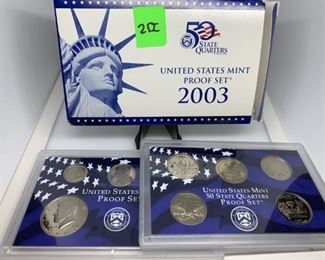 50
STATE
QUARTERS
UNITED STATES MINT
PROOF SET
2003
UNITED STATES
PROOF SET
UNITED STATES MINT
50 STATE QUARTERS
PROOF SET